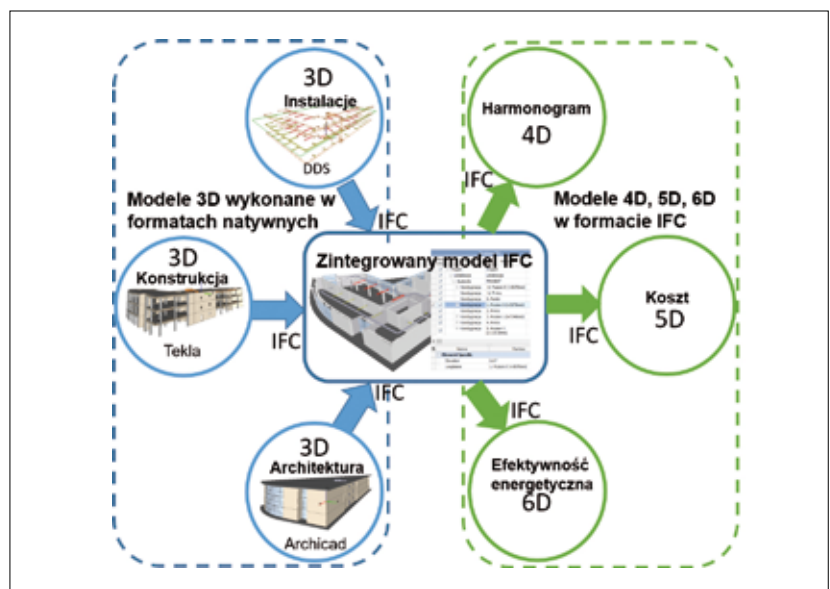 3D
Instalacje
DDS
Modele 3D wykonane w
formatach natywnych
IFC
3D
Konstrukcja
Tekla
IFC
3D
Architektura
Archicad
IFC
Zintegrowany model IFC
IFC
Harmonogram
4D
Modele 4D, 5D, 6D
w formacie IFC
IFC
Koszt
5D
IFC
Efektywność
energetyczna
6D